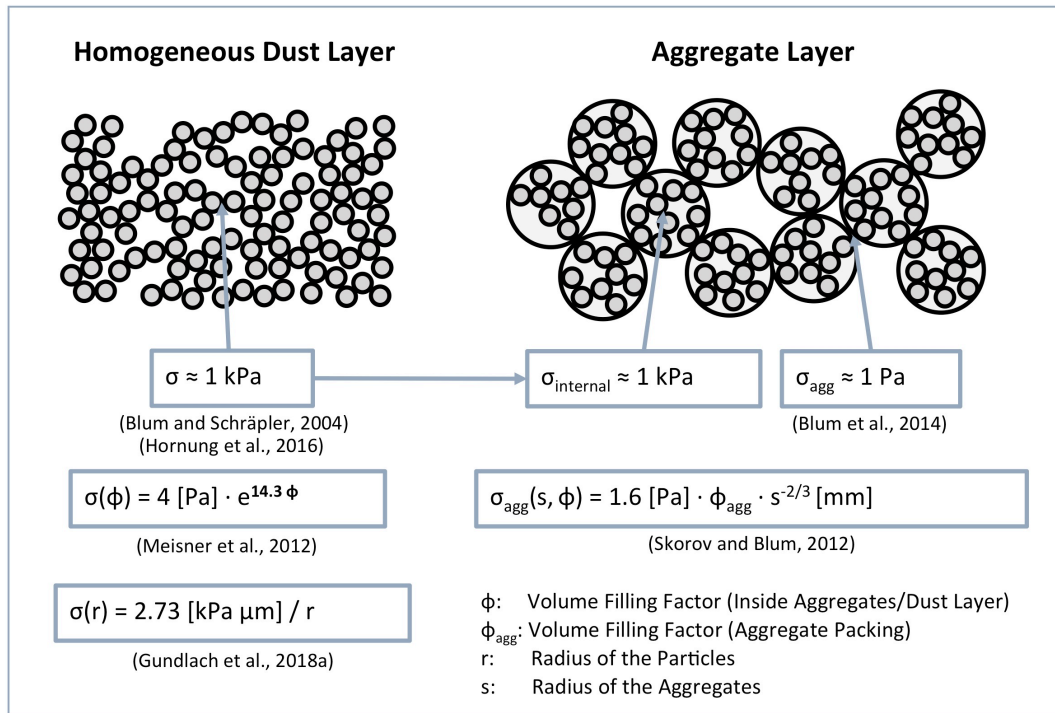 Homogeneous Dust Layer
Aggregate Layer
σ ≈ 1 kPa
σinternal ≈ 1 kPa
σagg ≈ 1 Pa
(Blum and Schräpler, 2004)
(Hornung et al., 2016)
(Blum et al., 2014)
σ(ϕ) = 4 [Pa] · e^14.3 ϕ
(Meisner et al., 2012)
σagg(s, ϕ) = 1.6 [Pa] · ϕagg · s^-2/3 [mm]
(Skorov and Blum, 2012)
σ(r) = 2.73 [kPa μm] / r
(Gundlach et al., 2018a)
ϕ: Volume Filling Factor (Inside Aggregates/Dust Layer)
ϕagg: Volume Filling Factor (Aggregate Packing)
r: Radius of the Particles
s: Radius of the Aggregates